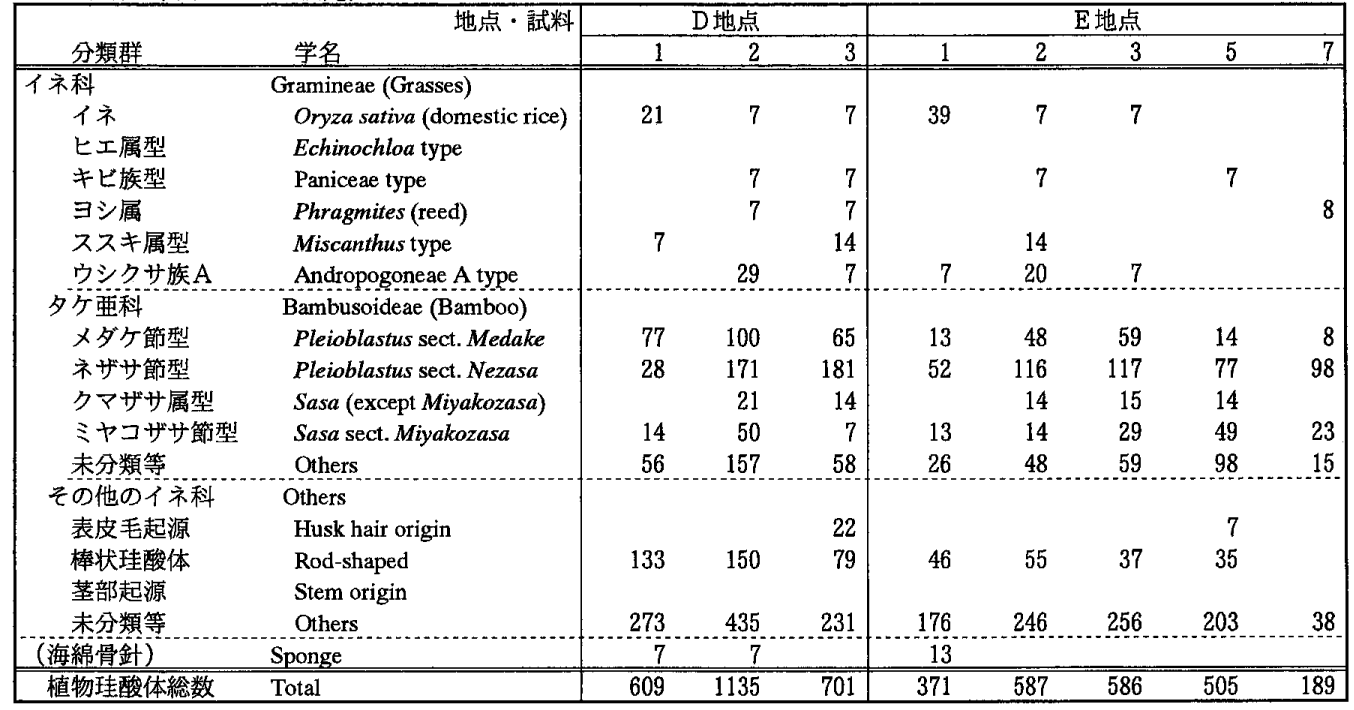 地点・試料 D地点 E地点
分類群 学名 1 2 3 1 2 3 5 7
イネ科 Gramineae (Grasses)
イネ Oryza sativa (domestic rice) 21 7 7 39 7 7
ヒエ属型 Echinochloa type
キビ族型 Paniceae type 7 7 7 7
ヨシ属 Phragmites (reed) 7 7 8
ススキ属型 Miscanthus type 7 14 14
ウシクサ族A Andropogoneae A type 29 7 7 20 7
タケ亜科 Bambusoideae (Bamboo)
メダケ節型 Pleioblastus sect. Medake 77 100 65 13 48 59 14 8
ネザサ節型 Pleioblastus sect. Nezasa 28 171 181 52 116 117 77 98
クマザサ属型 Sasa (except Miyakozasa) 21 14 14 15 14
ミヤコザサ節型 Sasa sect. Miyakozasa 14 50 7 13 14 29 49 23
未分類等 Others 56 157 58 26 48 59 98 15
その他のイネ科 Others
表皮毛起源 Husk hair origin 22 7
棒状珪酸体 Rod-shaped 133 150 79 46 55 37 35
茎部起源 Stem origin
未分類等 Others 273 435 231 176 246 256 203 38
(海綿骨針) Sponge 7 7 13
植物珪酸体総数 Total 609 1135 701 371 587 586 505 189